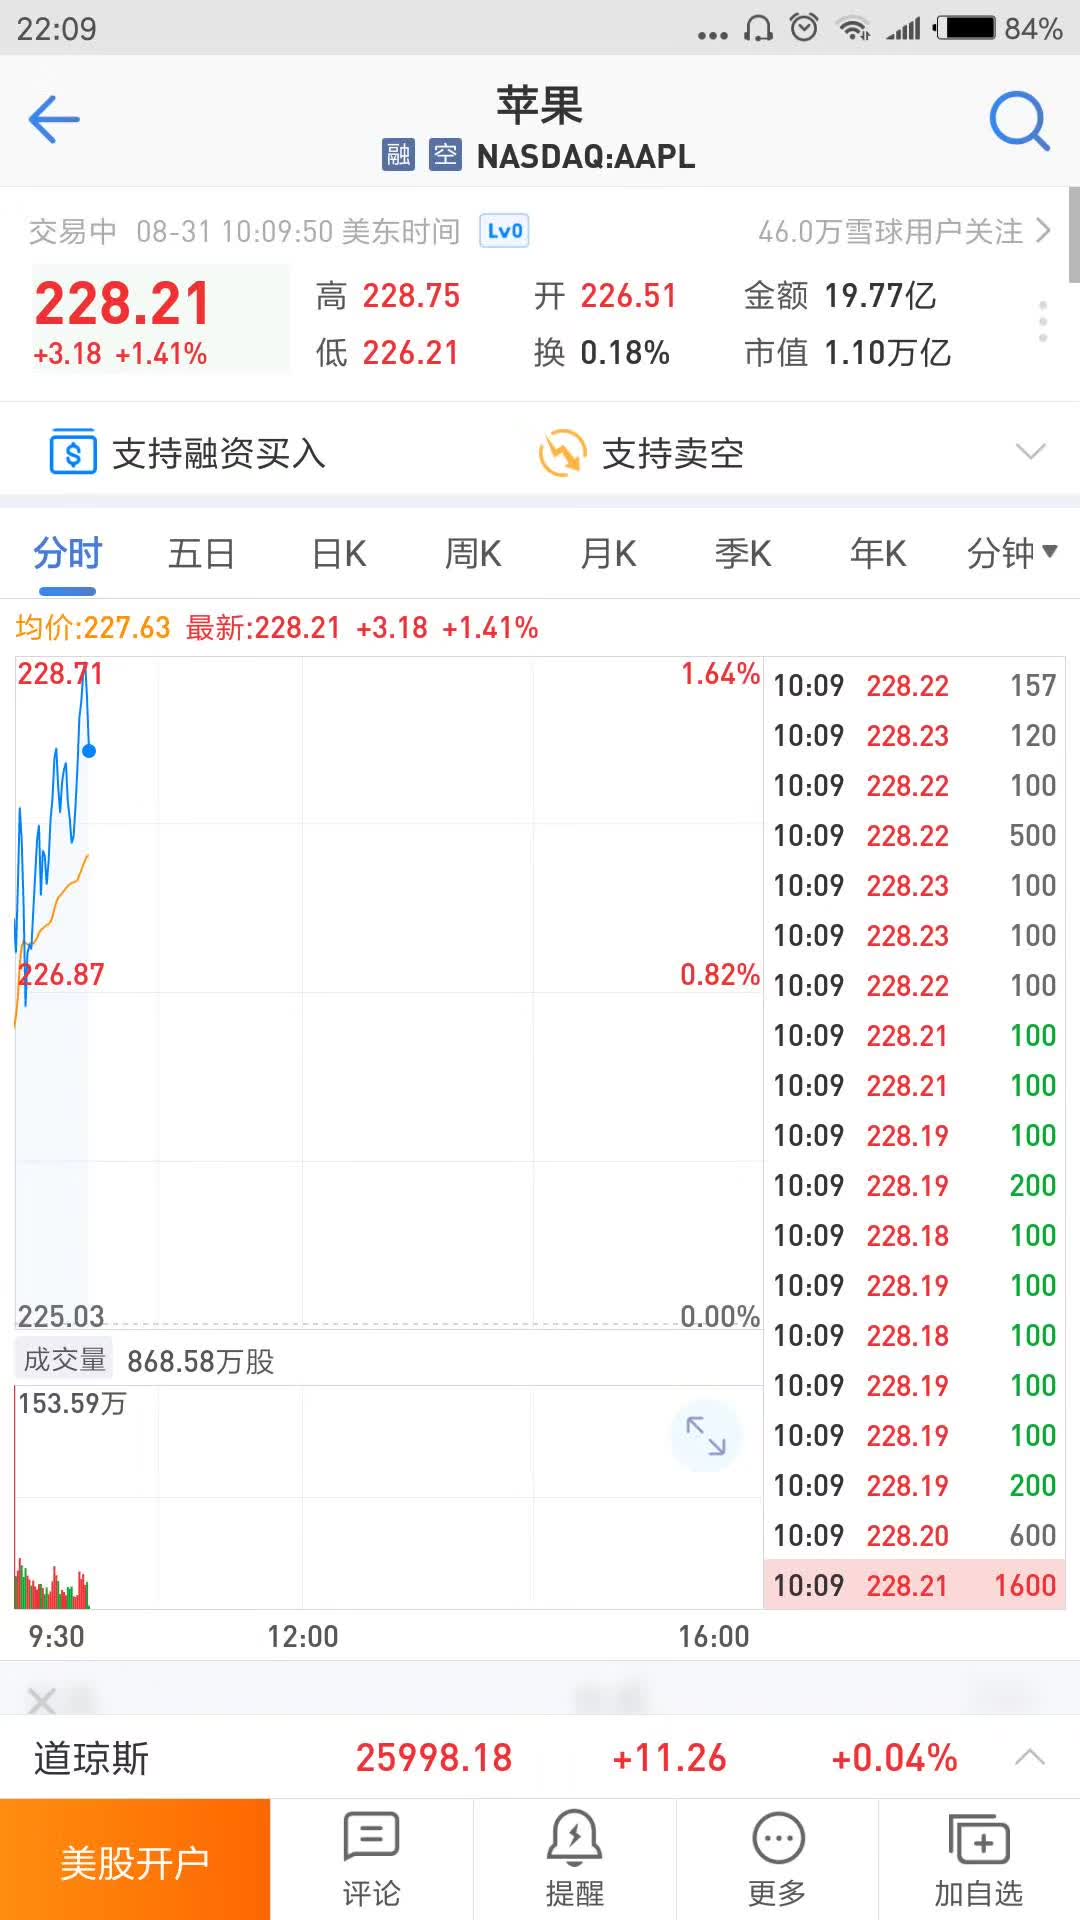 22:09 84%
苹果
融 空 NASDAQ:AAPL
交易中 08-31 10:09:50 美东时间 Lv0 46.0万雪球用户关注
228.21 高 228.75 开 226.51 金额 19.77亿
+3.18 +1.41% 低 226.21 换 0.18% 市值 1.10万亿
支持融资买入 支持卖空
分时 五日 日K 周K 月K 季K 年K 分钟
均价:227.63 最新:228.21 +3.18 +1.41%
228.71 1.64%
226.87 0.82%
225.03 0.00%
成交量 868.58万股
153.59万
9:30 12:00 16:00
10:09 228.22 157
10:09 228.23 120
10:09 228.22 100
10:09 228.22 500
10:09 228.23 100
10:09 228.23 100
10:09 228.22 100
10:09 228.21 100
10:09 228.21 100
10:09 228.19 100
10:09 228.19 200
10:09 228.18 100
10:09 228.19 100
10:09 228.18 100
10:09 228.19 100
10:09 228.19 100
10:09 228.19 200
10:09 228.20 600
10:09 228.21 1600
道琼斯 25998.18 +11.26 +0.04%
美股开户 评论 提醒 更多 加自选